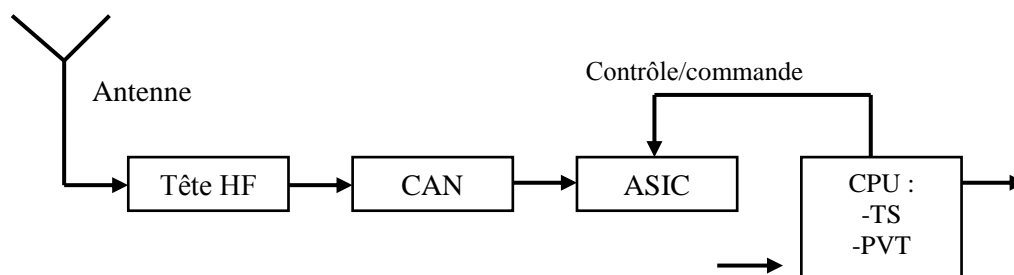 Contrôle/commande
Antenne
Tête HF
CAN
ASIC
CPU :
-TS
-PVT